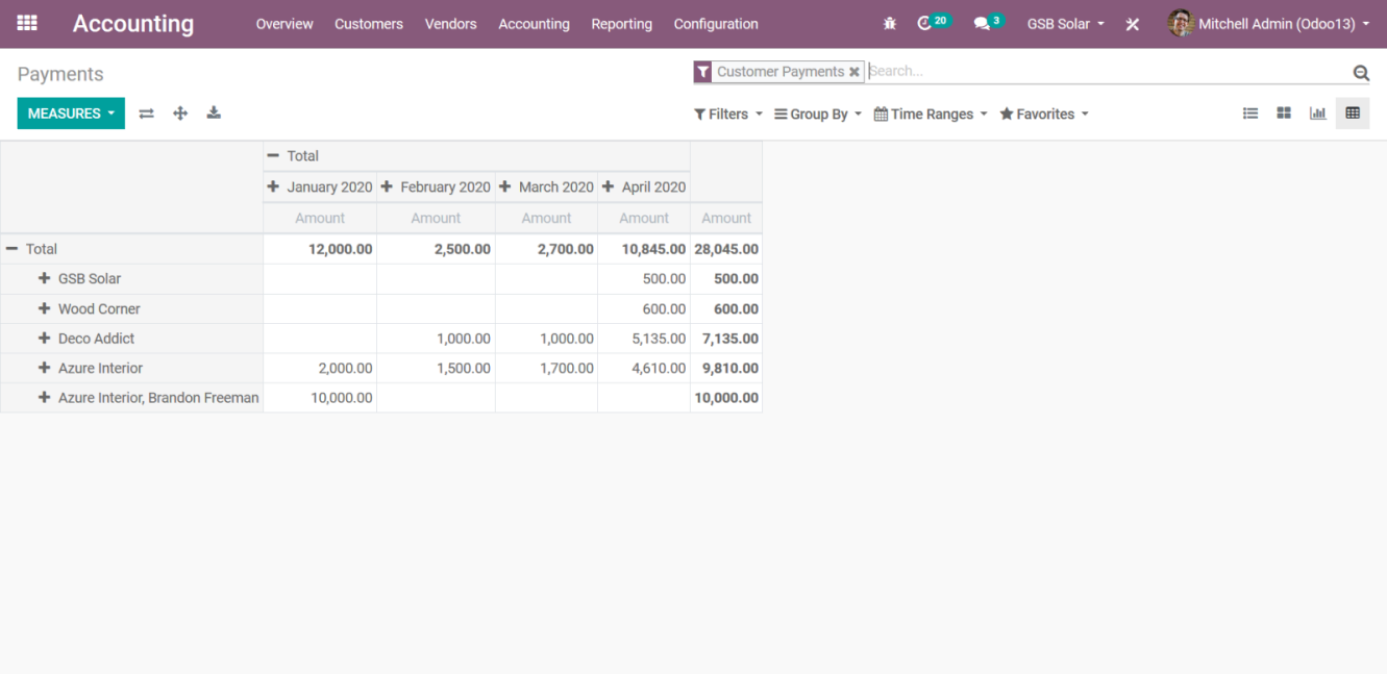 Accounting Overview Customers Vendors Accounting Reporting Configuration 20 3 GSB Solar Mitchell Admin (Odoo13)
Payments Customer Payments Search...
MEASURES Filters Group By Time Ranges Favorites
Total
January 2020 February 2020 March 2020 April 2020
Amount Amount Amount Amount Amount
Total 12,000.00 2,500.00 2,700.00 10,845.00 28,045.00
GSB Solar 500.00 500.00
Wood Corner 600.00 600.00
Deco Addict 1,000.00 1,000.00 5,135.00 7,135.00
Azure Interior 2,000.00 1,500.00 1,700.00 4,610.00 9,810.00
Azure Interior, Brandon Freeman 10,000.00 10,000.00